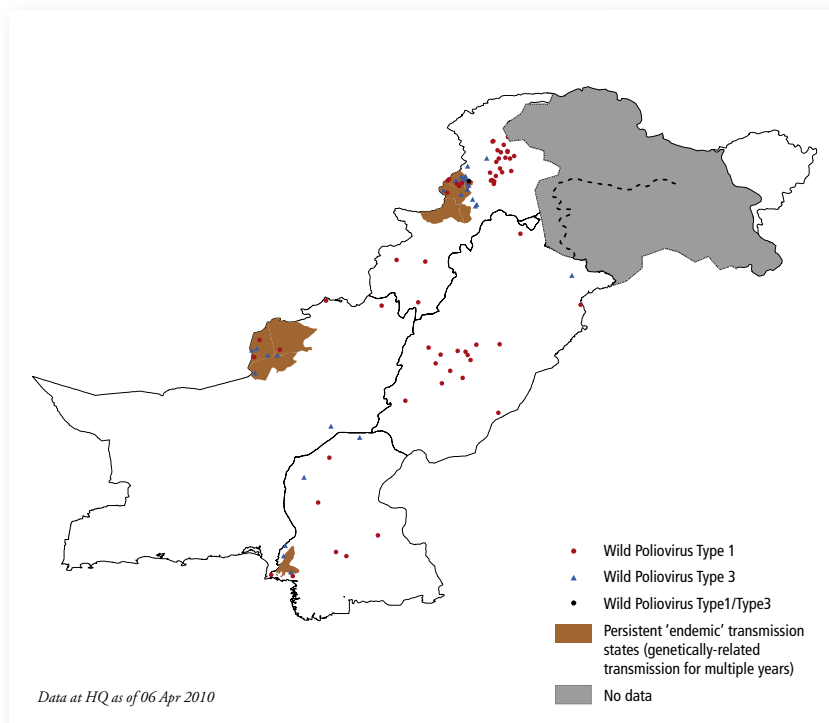 Wild Poliovirus Type 1
Wild Poliovirus Type 3
Wild Poliovirus Type1/Type3
Persistent ‘endemic’ transmission
states (genetically-related
transmission for multiple years)
No data
Data at HQ as of 06 Apr 2010